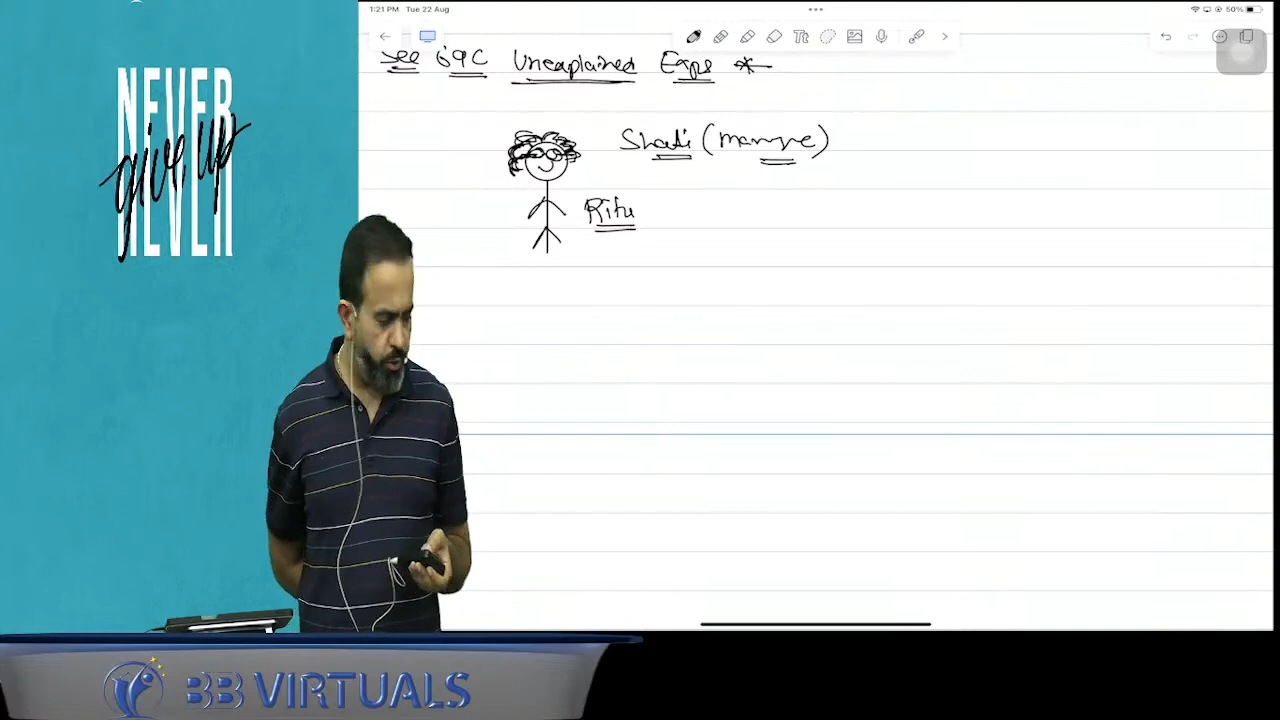 1:21 PM Tue 22 Aug
50%
See 69C Unexplained Exps *
Shadi (Marriage)
Ritu
NEVER
give up
NEVER
BB VIRTUALS